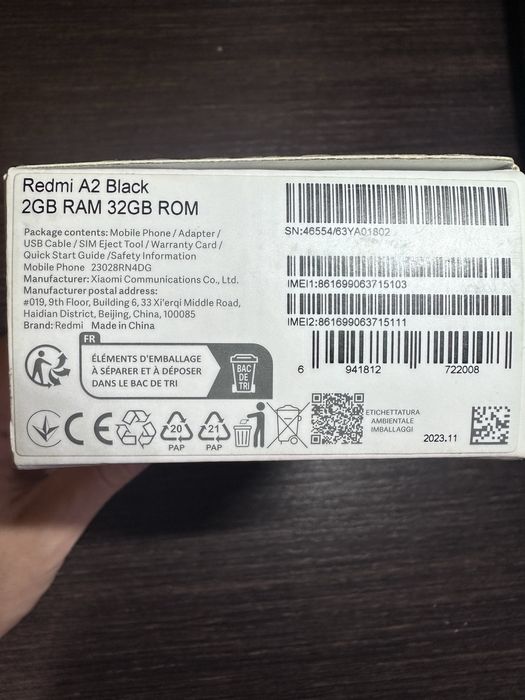 Redmi A2 Black
2GB RAM 32GB ROM
Package contents: Mobile Phone / Adapter /
USB Cable / SIM Eject Tool / Warranty Card /
Quick Start Guide /Safety Information
Mobile Phone 23028RN4DG
Manufacturer: Xiaomi Communications Co., Ltd.
Manufacturer postal address:
#019, 9th Floor, Building 6, 33 Xi'erqi Middle Road,
Haidian District, Beijing, China, 100085
Brand: Redmi Made in China
SN:46554/63YA01802
IMEI1:861699063715103
IMEI2:861699063715111
6 941812 722008
FR
ÉLÉMENTS D'EMBALLAGE
À SÉPARER ET À DÉPOSER
DANS LE BAC DE TRI
BAC
DE
TRI
CE
20
PAP
21
PAP
ETICHETTATURA
AMBIENTALE
IMBALLAGGI
2023.11